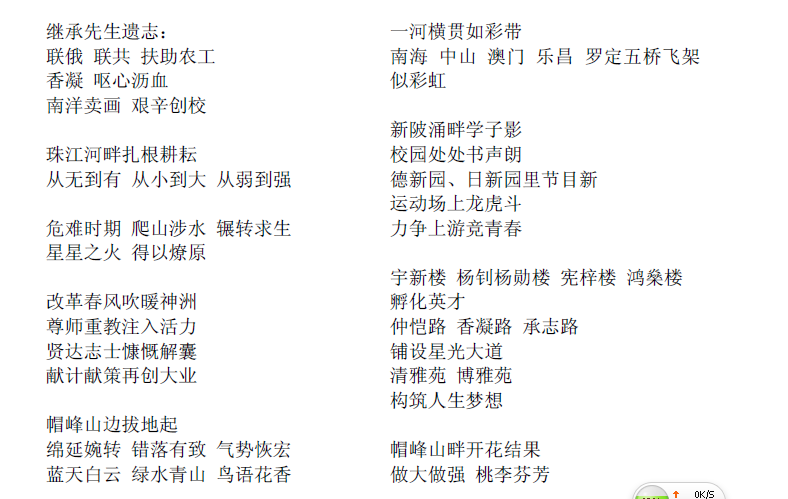 继承先生遗志：
联俄 联共 扶助农工
香凝 呕心沥血
南洋卖画 艰辛创校
珠江河畔扎根耕耘
从无到有 从小到大 从弱到强
危难时期 爬山涉水 辗转求生
星星之火 得以燎原
改革春风吹暖神洲
尊师重教注入活力
贤达志士慷慨解囊
献计献策再创大业
帽峰山边拔地起
绵延婉转 错落有致 气势恢宏
蓝天白云 绿水青山 鸟语花香
一河横贯如彩带
南海 中山 澳门 乐昌 罗定五桥飞架
似彩虹
新陂涌畔学子影
校园处处书声朗
德新园、日新园里节目新
运动场上龙虎斗
力争上游竞青春
宇新楼 杨钊杨勋楼 宪梓楼 鸿燊楼
孵化英才
仲恺路 香凝路 承志路
铺设星光大道
清雅苑 博雅苑
构筑人生梦想
帽峰山畔开花结果
做大做强 桃李芬芳
0K/S